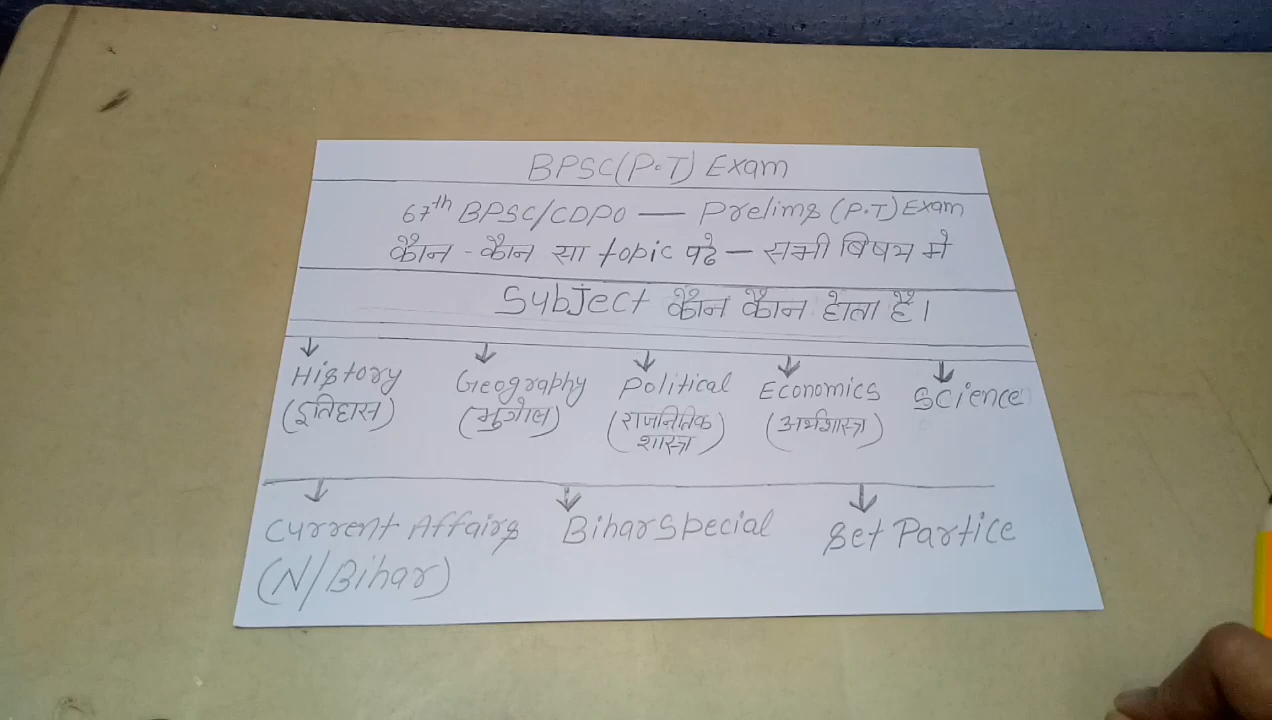 BPSC(P.T) Exam
67th BPSC/CDPO — Prelims (P.T) Exam
कौन - कौन सा topic पढे — सभी बिषय मे
Subject कौन कौन होता है।
History Geography Political Economics Science
(इतिहास) (भुगोल) (राजनितिक शास्त्र) (अर्थशास्त्र)
Current Affairs Bihar Special Set Partice
(N/Bihar)